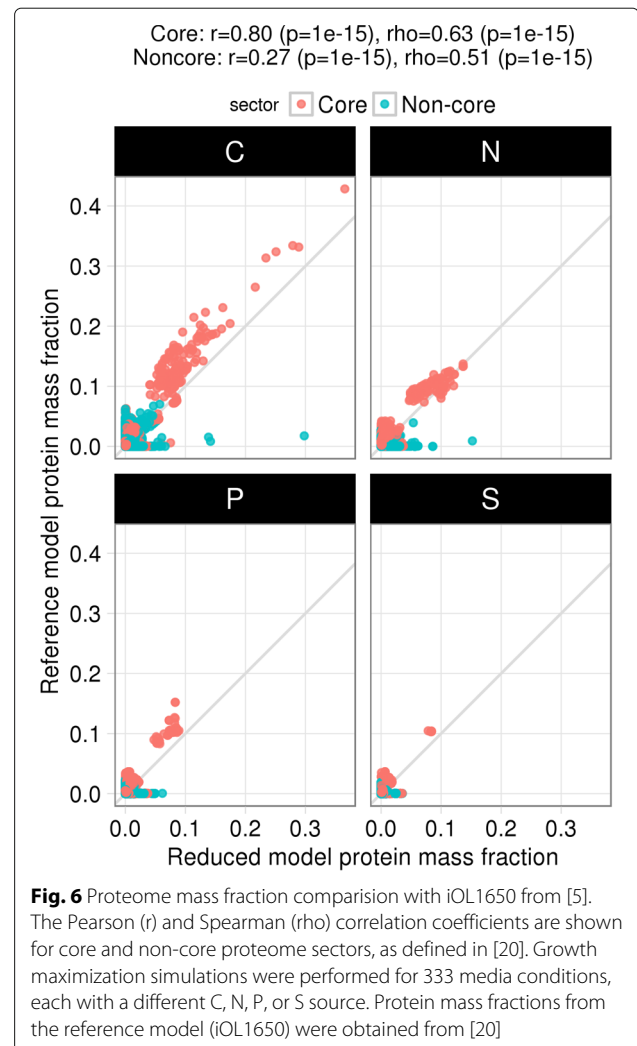 Core: r=0.80 (p=1e-15), rho=0.63 (p=1e-15)
Noncore: r=0.27 (p=1e-15), rho=0.51 (p=1e-15)
sector Core Non-core
C N
0.4
0.3
0.2
0.1
0.0
P S
0.4
0.3
0.2
0.1
0.0
0.0 0.1 0.2 0.3 0.0 0.1 0.2 0.3
Reference model protein mass fraction
Reduced model protein mass fraction
Fig. 6 Proteome mass fraction comparision with iOL1650 from [5].
The Pearson (r) and Spearman (rho) correlation coefficients are shown
for core and non-core proteome sectors, as defined in [20]. Growth
maximization simulations were performed for 333 media conditions,
each with a different C, N, P, or S source. Protein mass fractions from
the reference model (iOL1650) were obtained from [20]